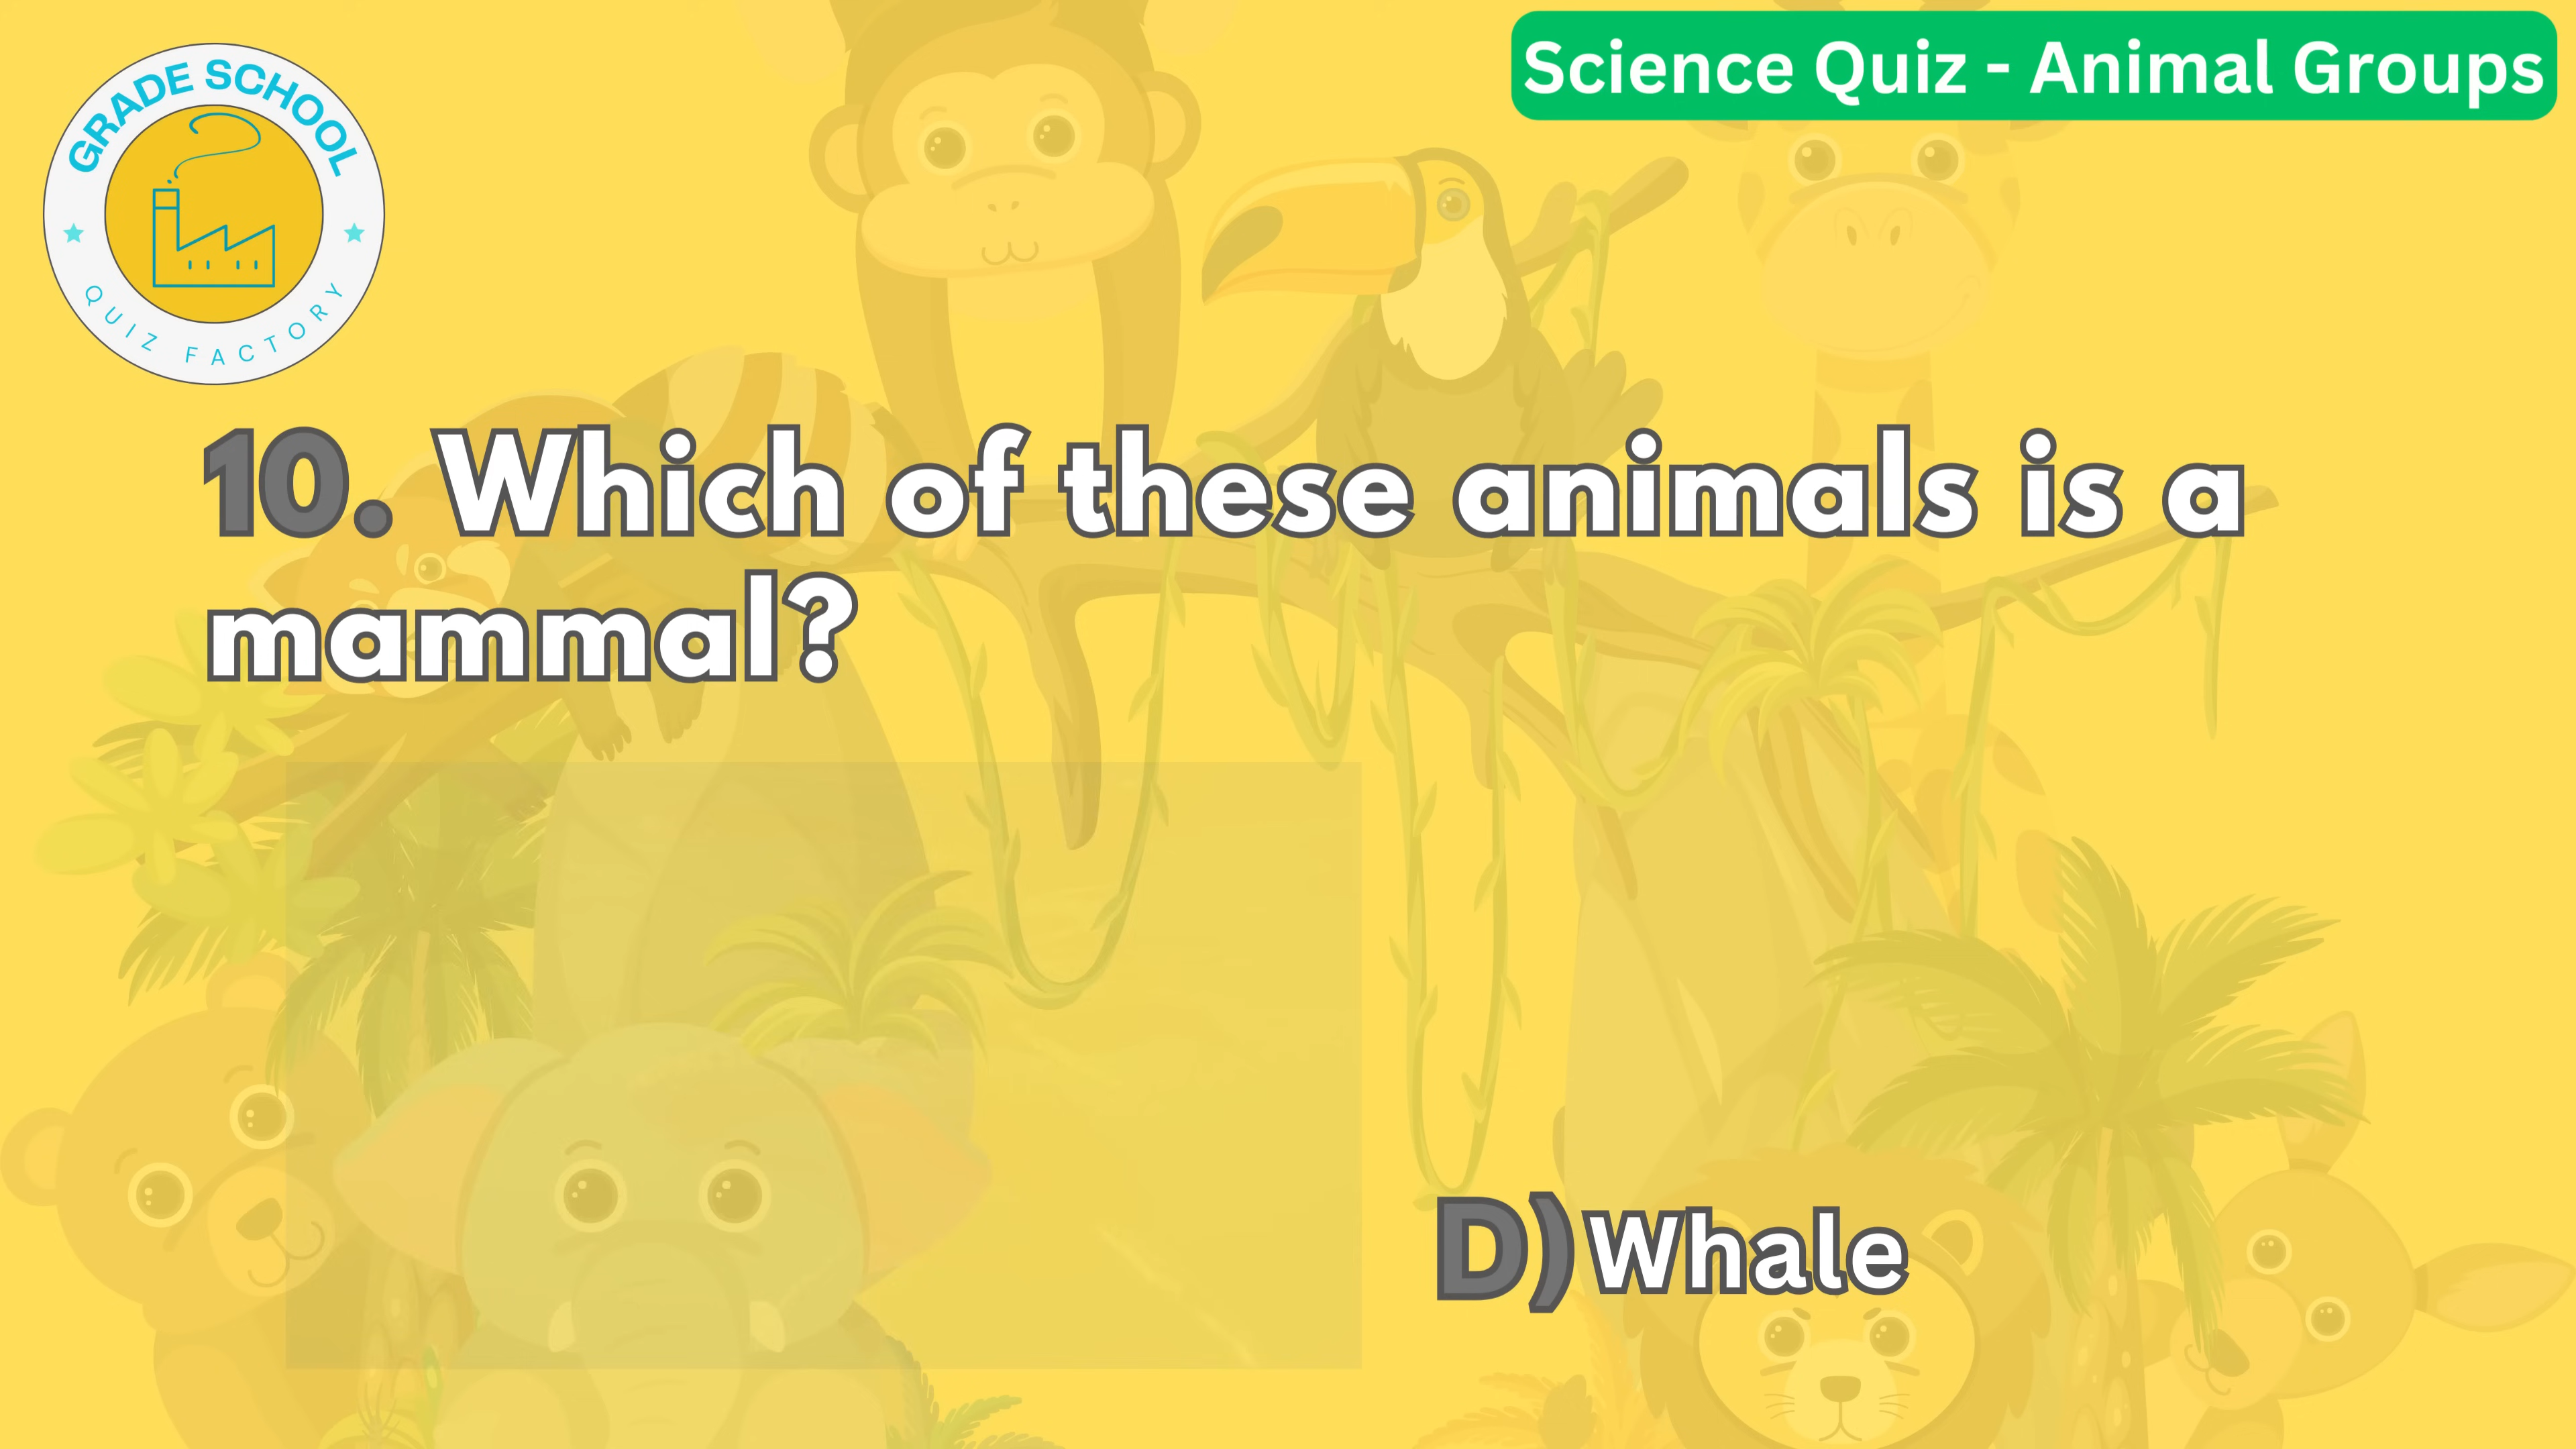 GRADE SCHOOL
QUIZ FACTORY
Science Quiz - Animal Groups
10. Which of these animals is a
mammal?
D) Whale